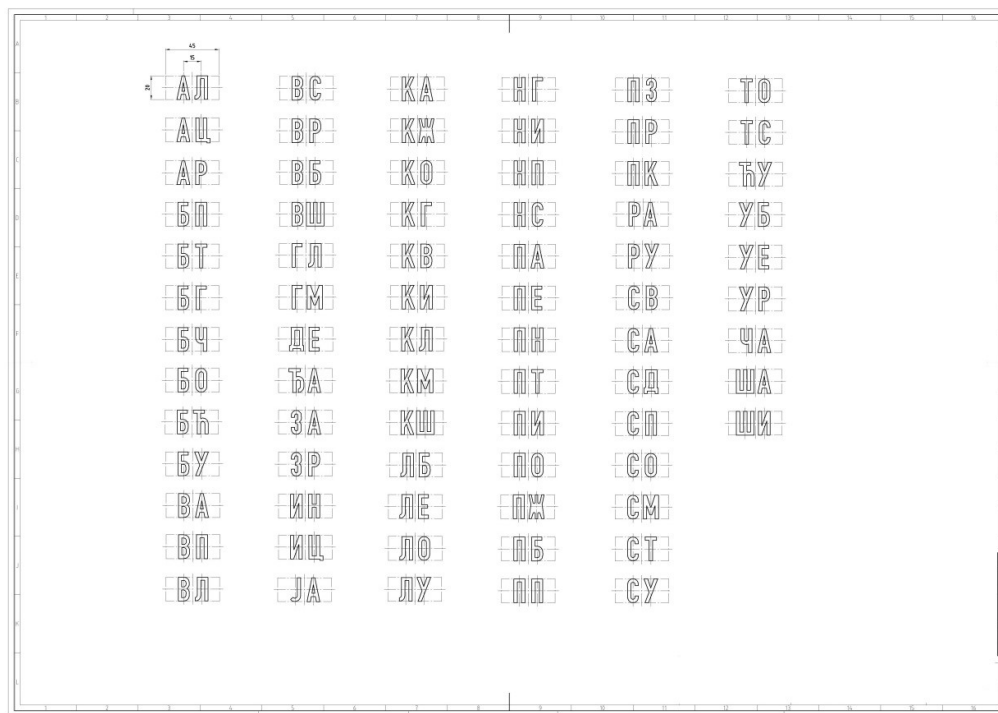 45
15
20
АЛ ВС КА НГ ПЗ ТО
АЦ ВР КЖ НИ ПР ТС
АР ВБ КО НП ПК ЋУ
БП ВШ КГ НС РА УБ
БТ ГЛ КВ ПА РУ УЕ
БГ ГМ КИ ПЕ СВ УР
БЧ ДЕ КЛ ПН СА ЧА
БО ЂА КМ ПТ СД ША
БЋ ЗА КШ ПИ СП ШИ
БУ ЗР ЛБ ПО СО
ВА ИН ЛЕ ПЖ СМ
ВП ИЦ ЛО ПБ СТ
ВЛ ЈА ЛУ ПП СУ